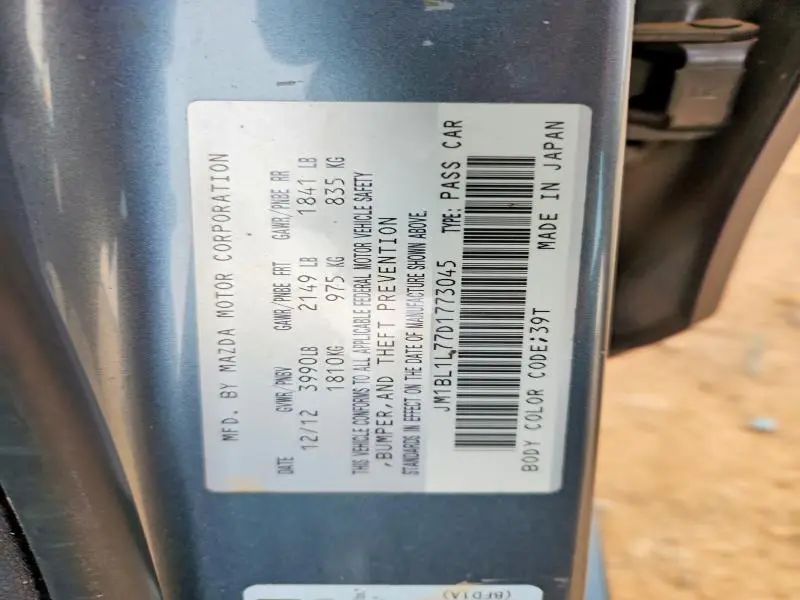 MFD. BY MAZDA MOTOR CORPORATION
DATE GVWR/PNBV GAWR/PNBE FRT GAWR/PNBE RR
12/12 3990LB 2149 LB 1841 LB
1810KG 975 KG 835 KG
THIS VEHICLE CONFORMS TO ALL APPLICABLE FEDERAL MOTOR VEHICLE SAFETY
,BUMPER,AND THEFT PREVENTION
STANDARDS IN EFFECT ON THE DATE OF MANUFACTURE SHOWN ABOVE.
JM1BL1L77D1773045 TYPE: PASS CAR
BODY COLOR CODE;39T MADE IN JAPAN
(BFD1A)